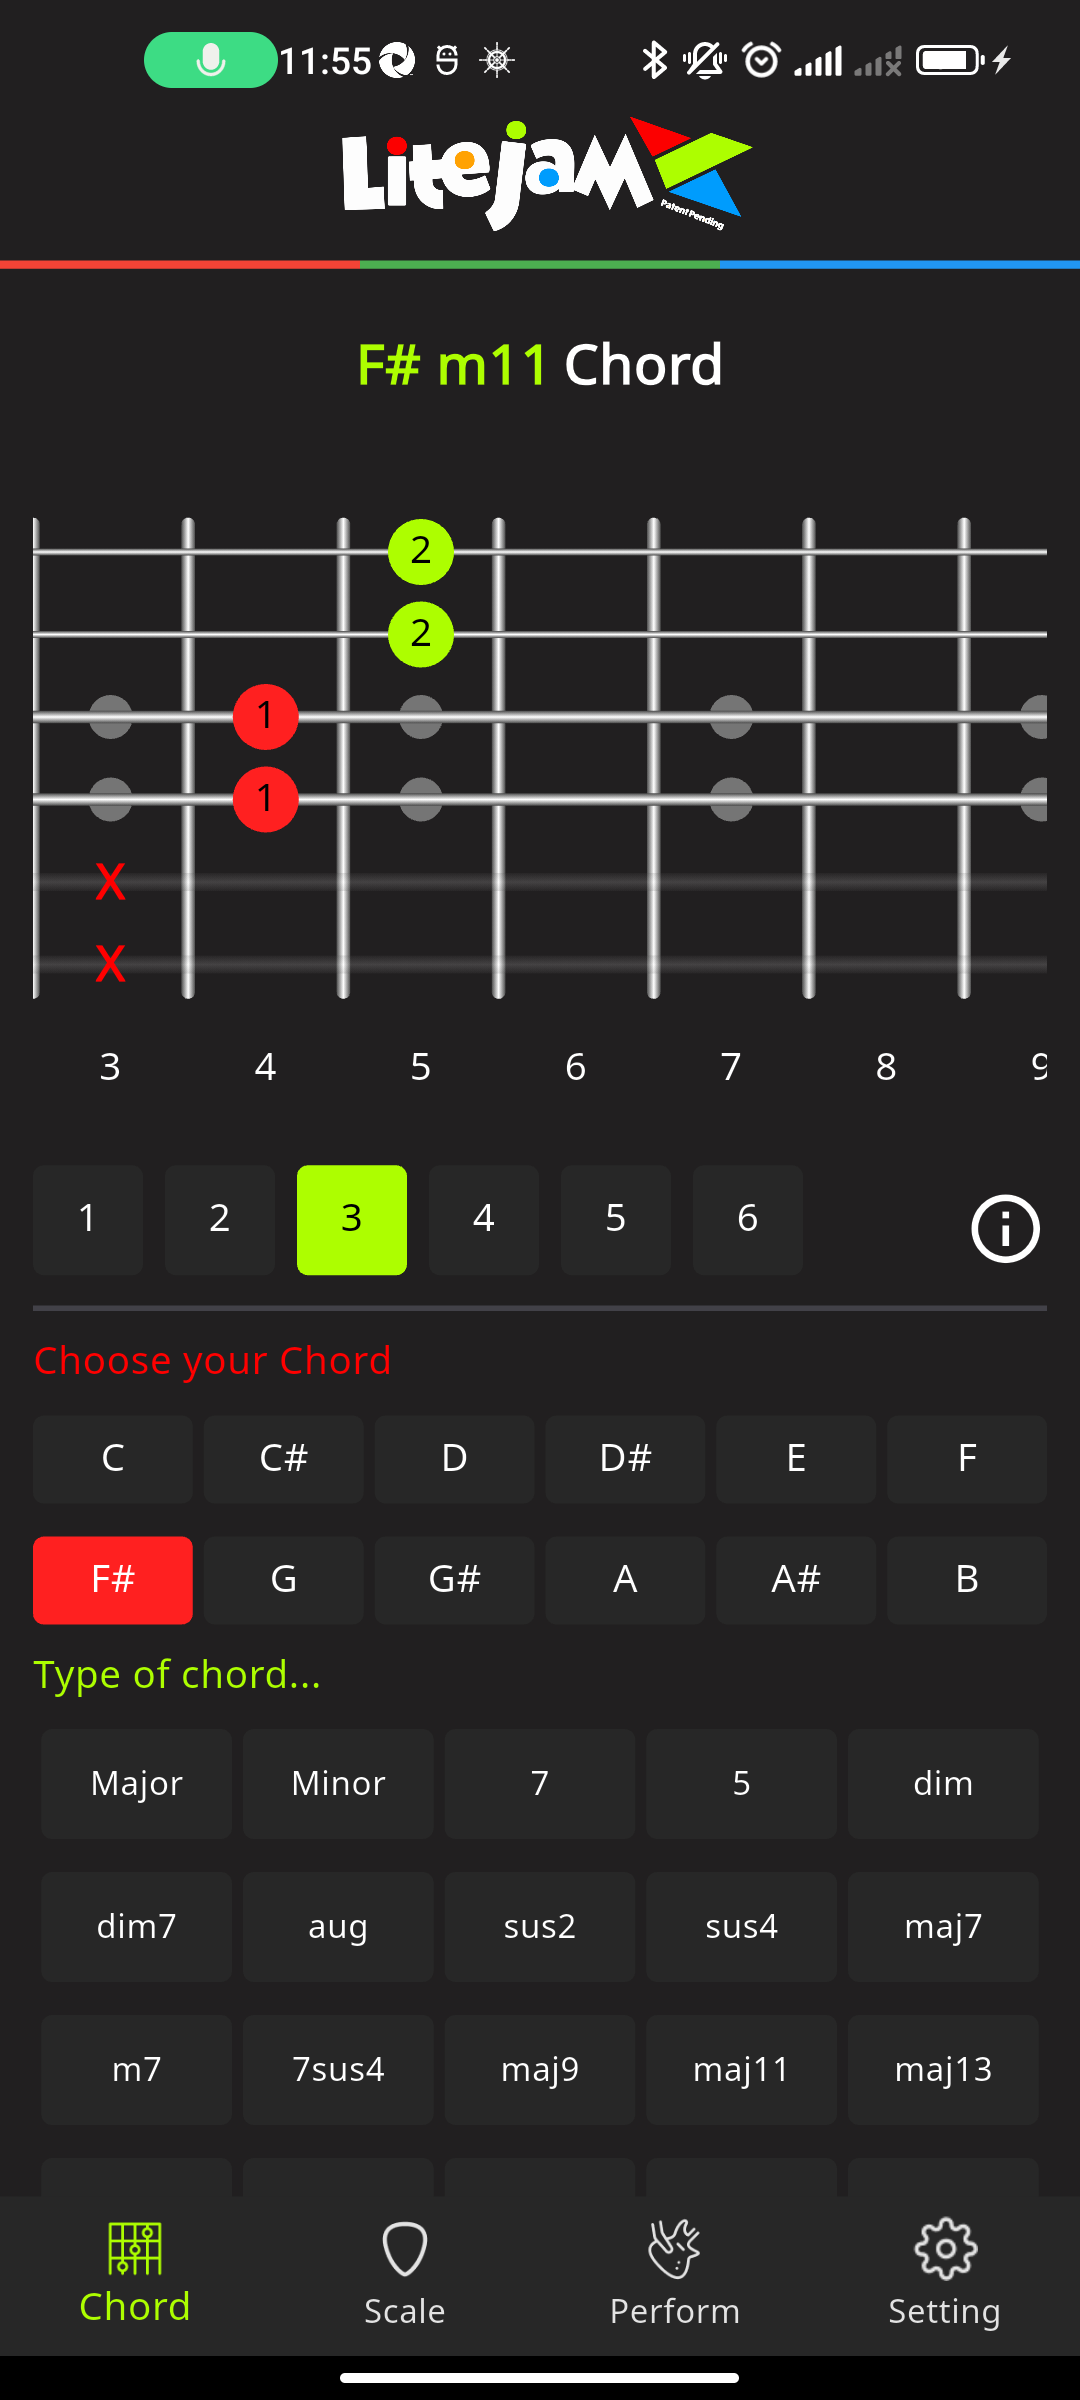 11:55
LiteJam
Patent Pending
F# m11 Chord
2
2
1
1
X
X
3 4 5 6 7 8 9
1 2 3 4 5 6
Choose your Chord
C C# D D# E F
F# G G# A A# B
Type of chord...
Major Minor 7 5 dim
dim7 aug sus2 sus4 maj7
m7 7sus4 maj9 maj11 maj13
Chord Scale Perform Setting